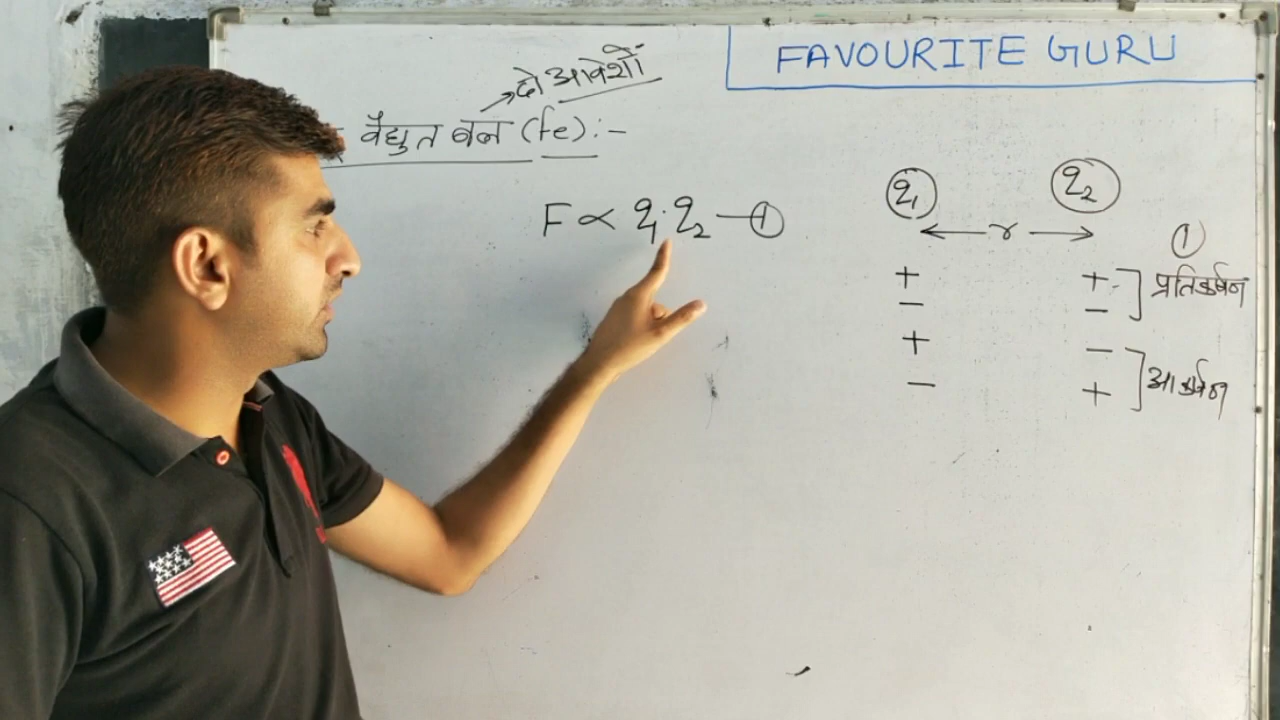 FAVOURITE GURU
→ दो आवेशों
वैद्युत बल (Fe) :-
F ∝ q₁.q₂ —①
q₁ q₂
← r →
①
+ +
- - प्रतिकर्षण
+ -
- + आकर्षण